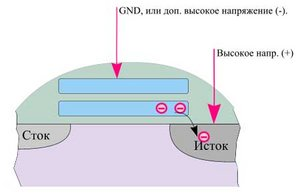 GND, или доп. высокое напряжение (-).
Высокое напр. (+)
Сток
Исток